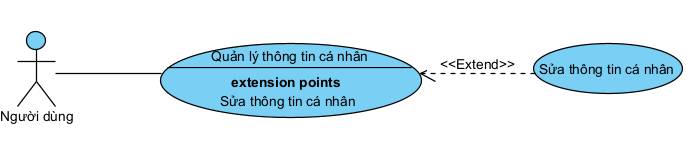 Quản lý thông tin cá nhân
extension points
Sửa thông tin cá nhân
<<Extend>>
Sửa thông tin cá nhân
Người dùng